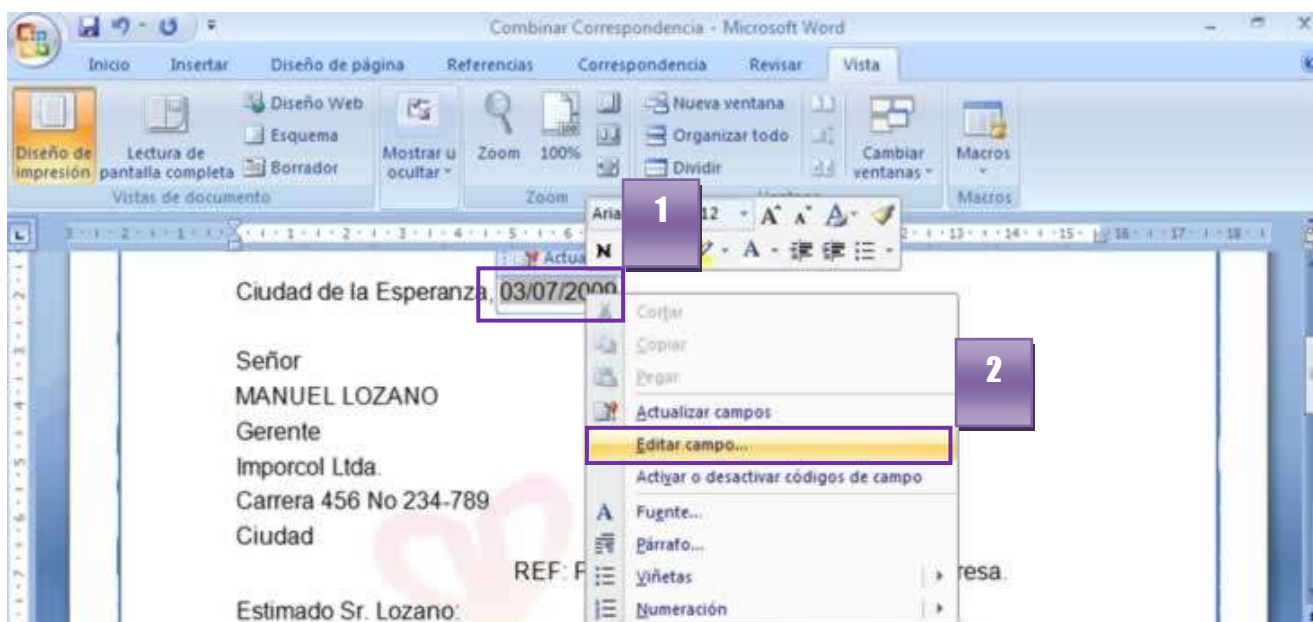 Combinar Correspondencia - Microsoft Word
Inicio Insertar Diseño de página Referencias Correspondencia Revisar Vista
Diseño de impresión
Lectura de pantalla completa
Diseño Web
Esquema
Borrador
Vistas de documento
Mostrar u ocultar
Zoom
100%
Zoom
Nueva ventana
Organizar todo
Dividir
Cambiar ventanas
Macros
Macros
1
12
N
Ciudad de la Esperanza, 03/07/2009
Señor
MANUEL LOZANO
Gerente
Imporcol Ltda.
Carrera 456 No 234-789
Ciudad
REF:
Estimado Sr. Lozano:
Cortar
Copiar
Pegar
2
Actualizar campos
Editar campo...
Activar o desactivar códigos de campo
Fuente...
Párrafo...
Viñetas
Numeración